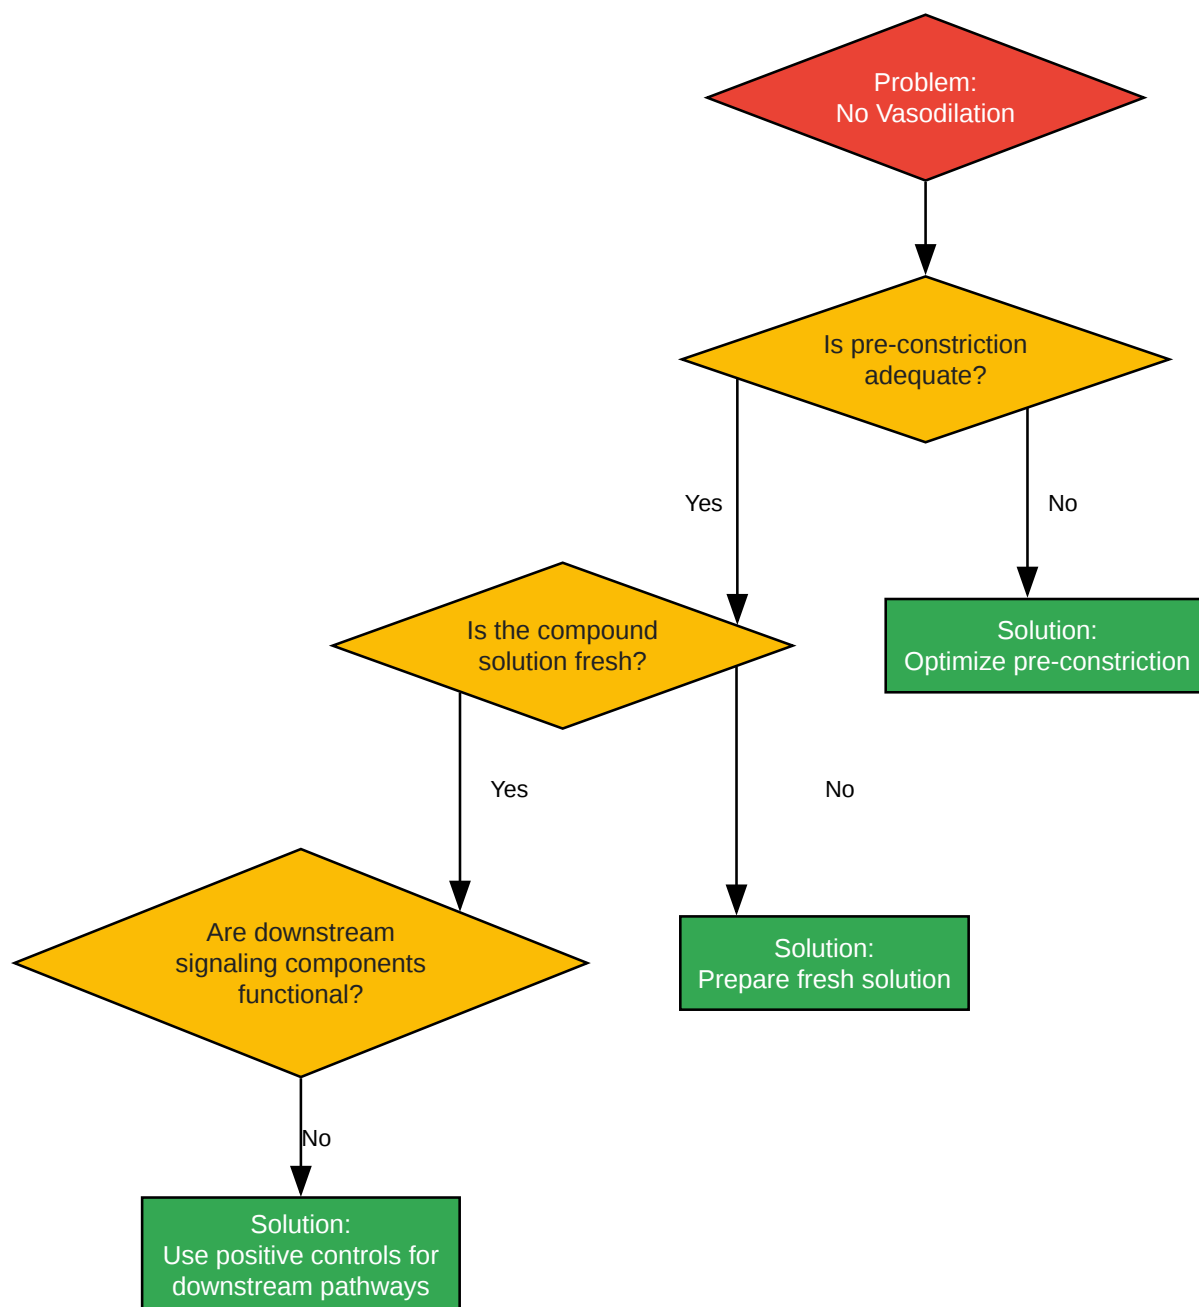 Problem:
No Vasodilation
Is pre-constriction
adequate?
Yes
No
Solution:
Optimize pre-constriction
Is the compound
solution fresh?
Yes
No
Solution:
Prepare fresh solution
Are downstream
signaling components
functional?
No
Solution:
Use positive controls for
downstream pathways